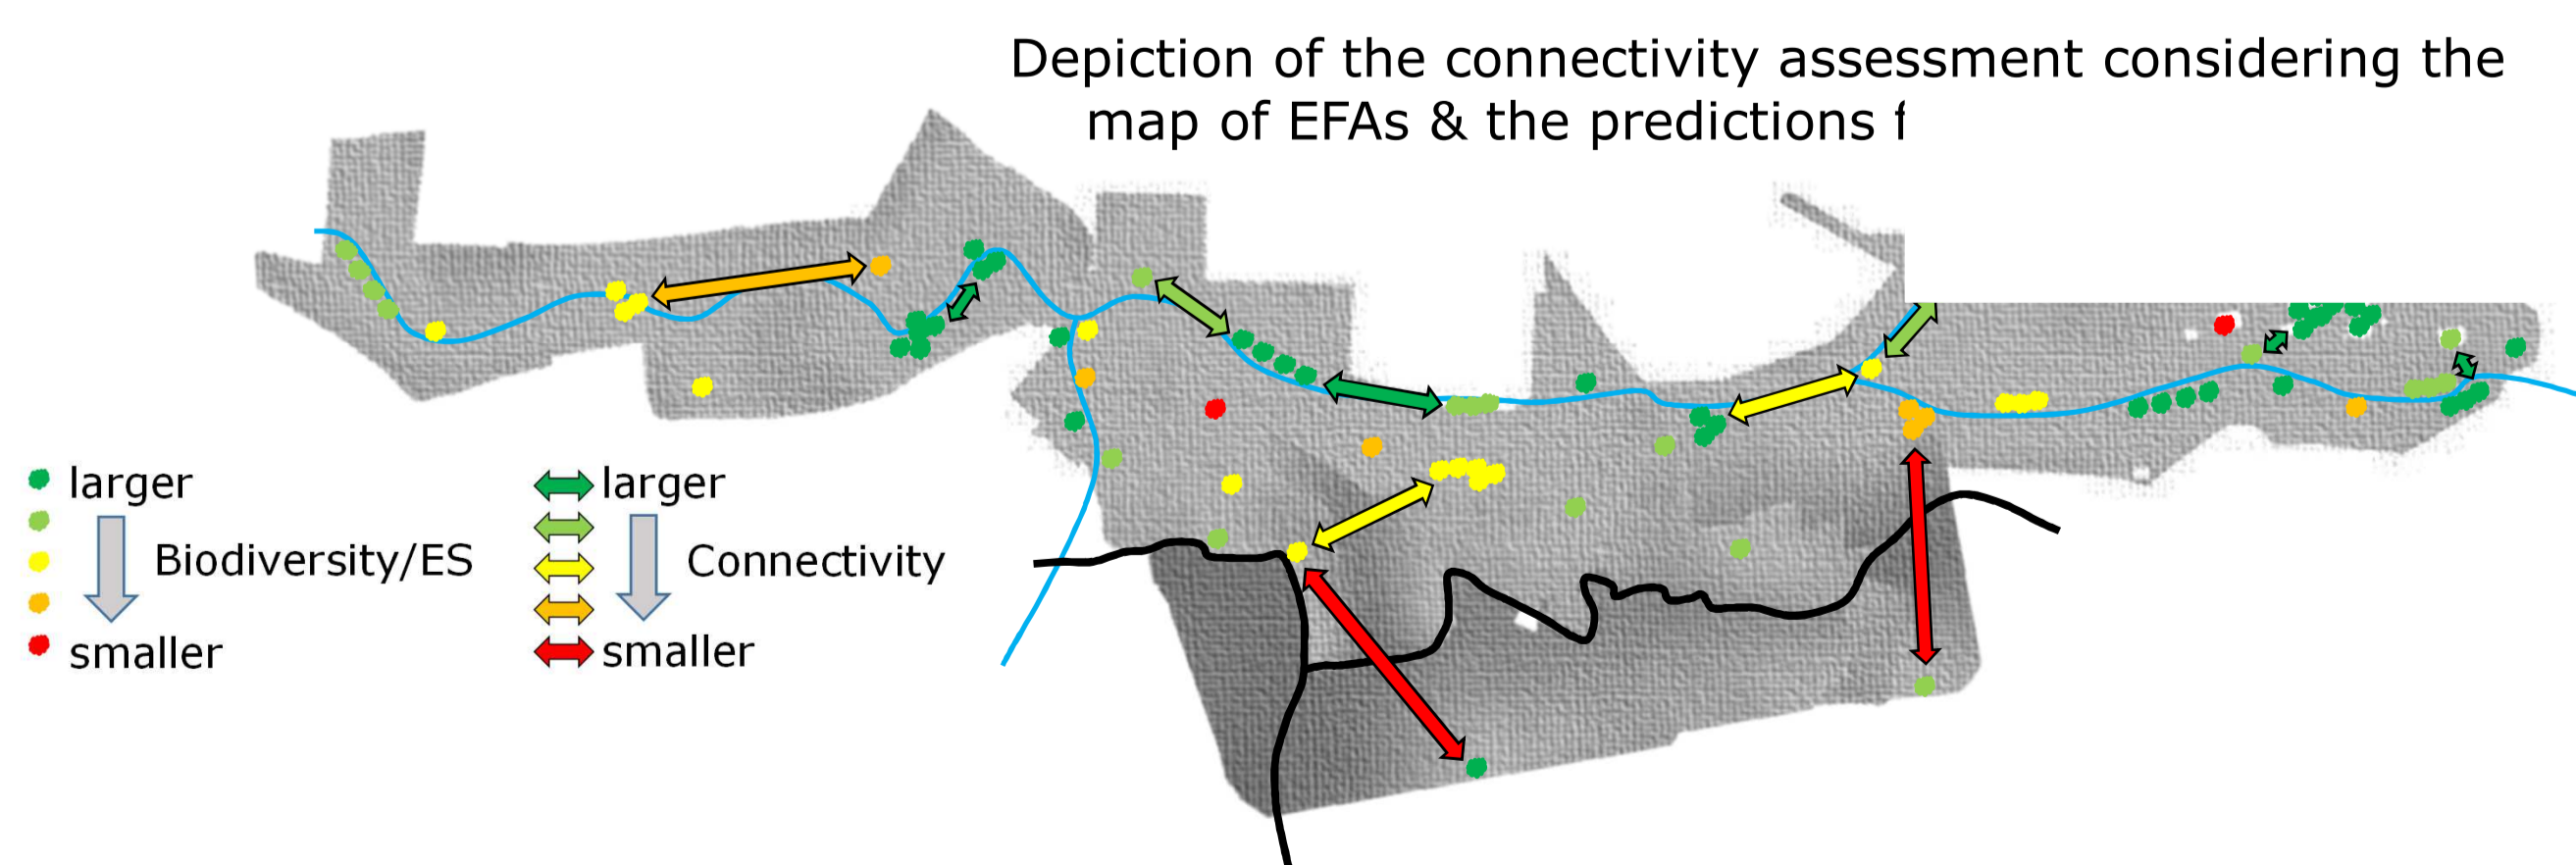 Depiction of the connectivity assessment considering the
map of EFAs & the predictions
larger
Biodiversity/ES
smaller
larger
Connectivity
smaller